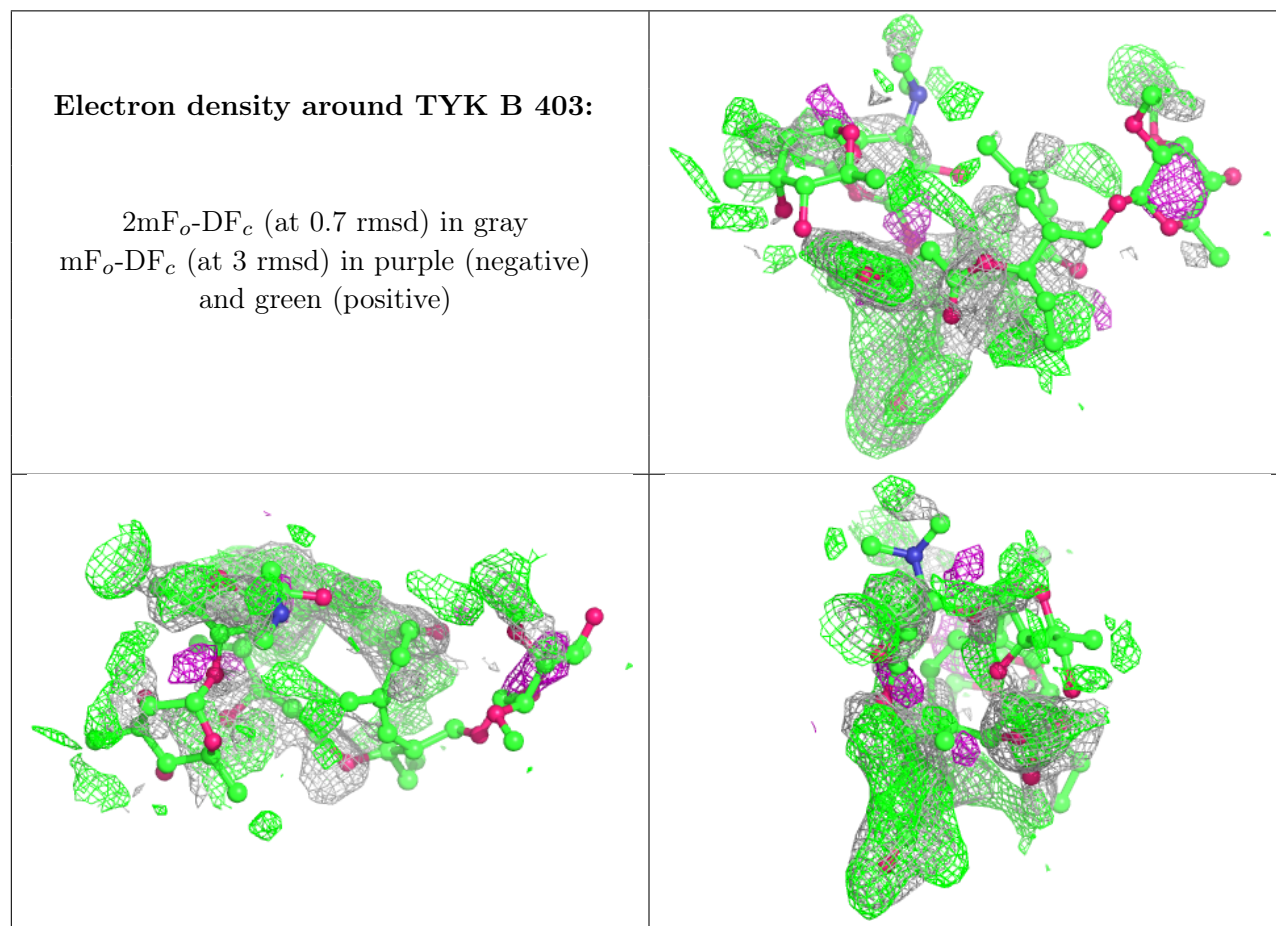 Electron density around TYK B 403:
2mFo-DFc (at 0.7 rmsd) in gray
mFo-DFc (at 3 rmsd) in purple (negative)
and green (positive)